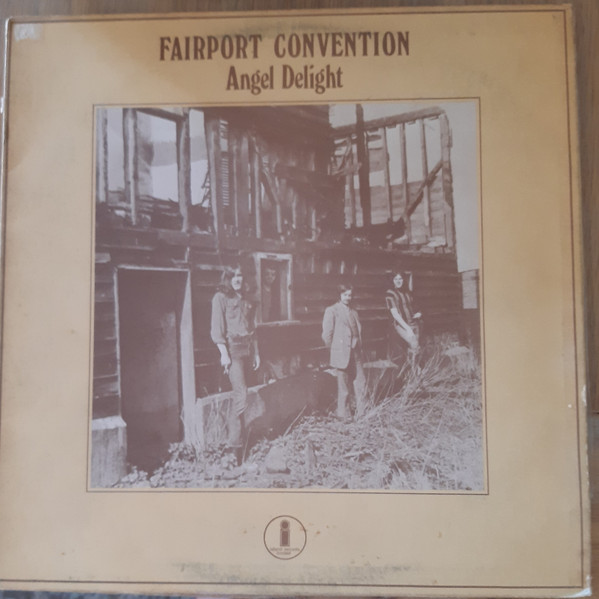 FAIRPORT CONVENTION
Angel Delight
i